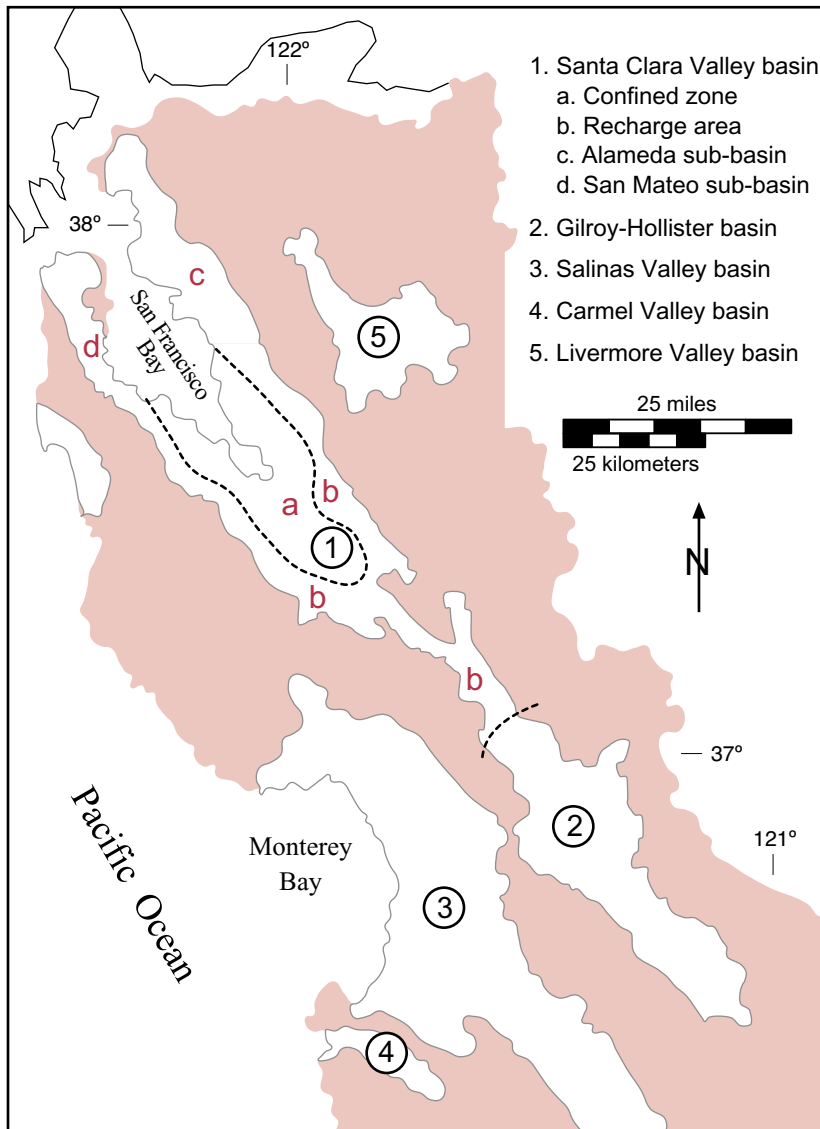 122º
1. Santa Clara Valley basin
a. Confined zone
b. Recharge area
c. Alameda sub-basin
d. San Mateo sub-basin
2. Gilroy-Hollister basin
3. Salinas Valley basin
4. Carmel Valley basin
5. Livermore Valley basin
38º
c
San Francisco
Bay
d
5
25 miles
25 kilometers
a
b
1
b
N
b
37º
2
121º
Pacific Ocean
Monterey
Bay
3
4